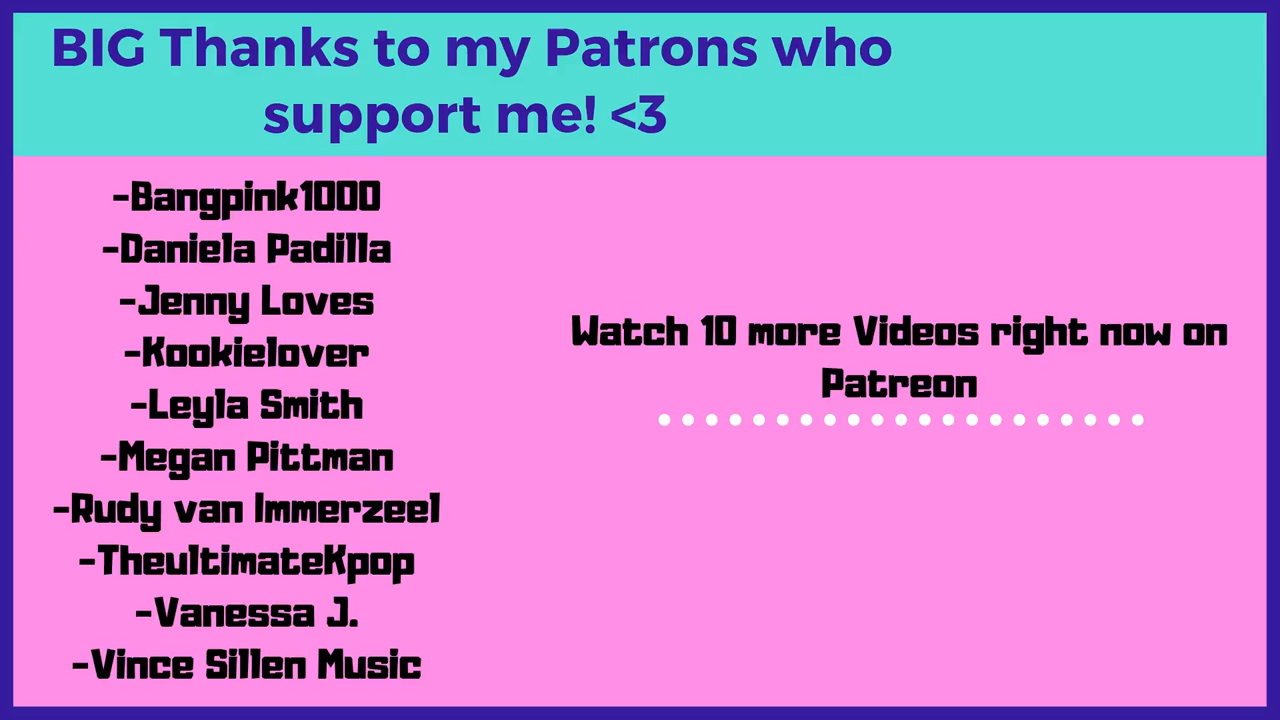 BIG Thanks to my Patrons who
support me! <3
-Bangpink1000
-Daniela Padilla
-Jenny Loves
-Kookielover
-Leyla Smith
-Megan Pittman
-Rudy van Immerzeel
-TheultimateKpop
-Vanessa J.
-Vince Sillen Music
Watch 10 more Videos right now on
Patreon